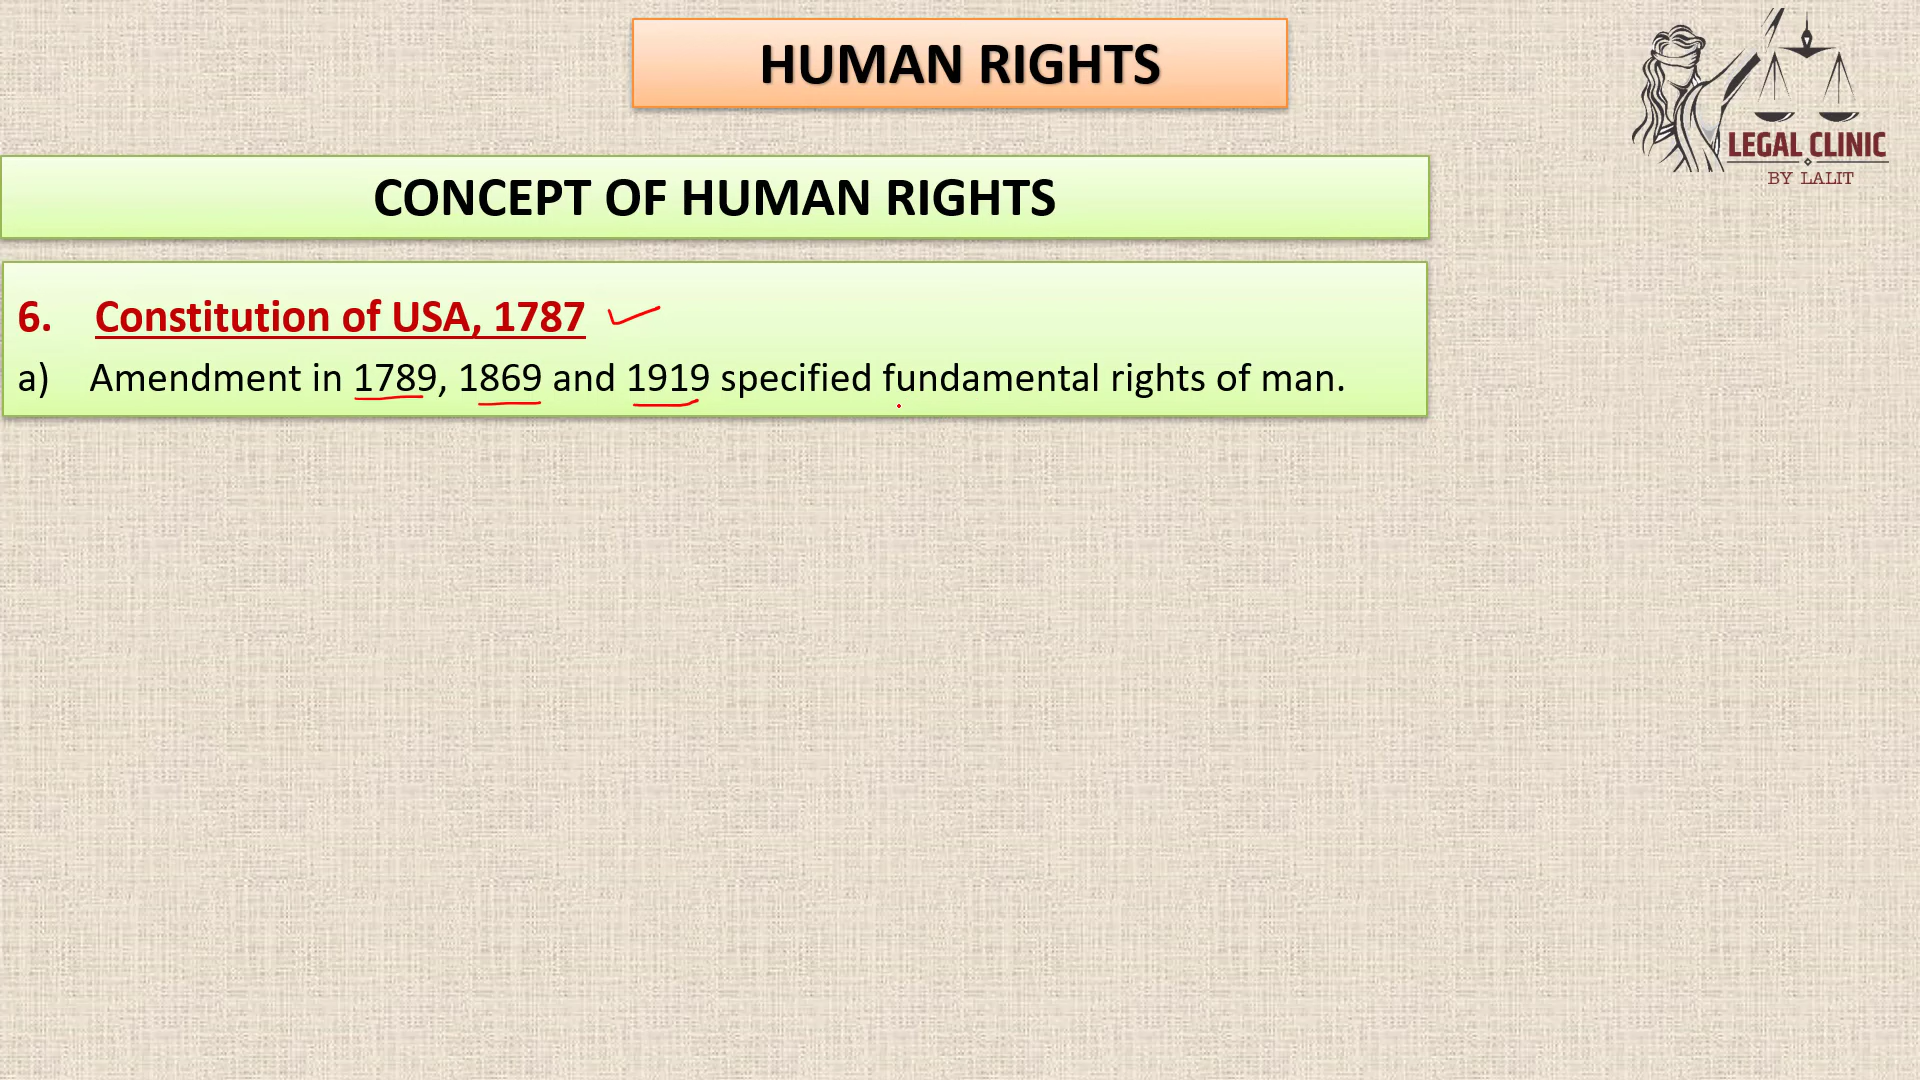 HUMAN RIGHTS
LEGAL CLINIC
BY LALIT
CONCEPT OF HUMAN RIGHTS
6. Constitution of USA, 1787
a) Amendment in 1789, 1869 and 1919 specified fundamental rights of man.